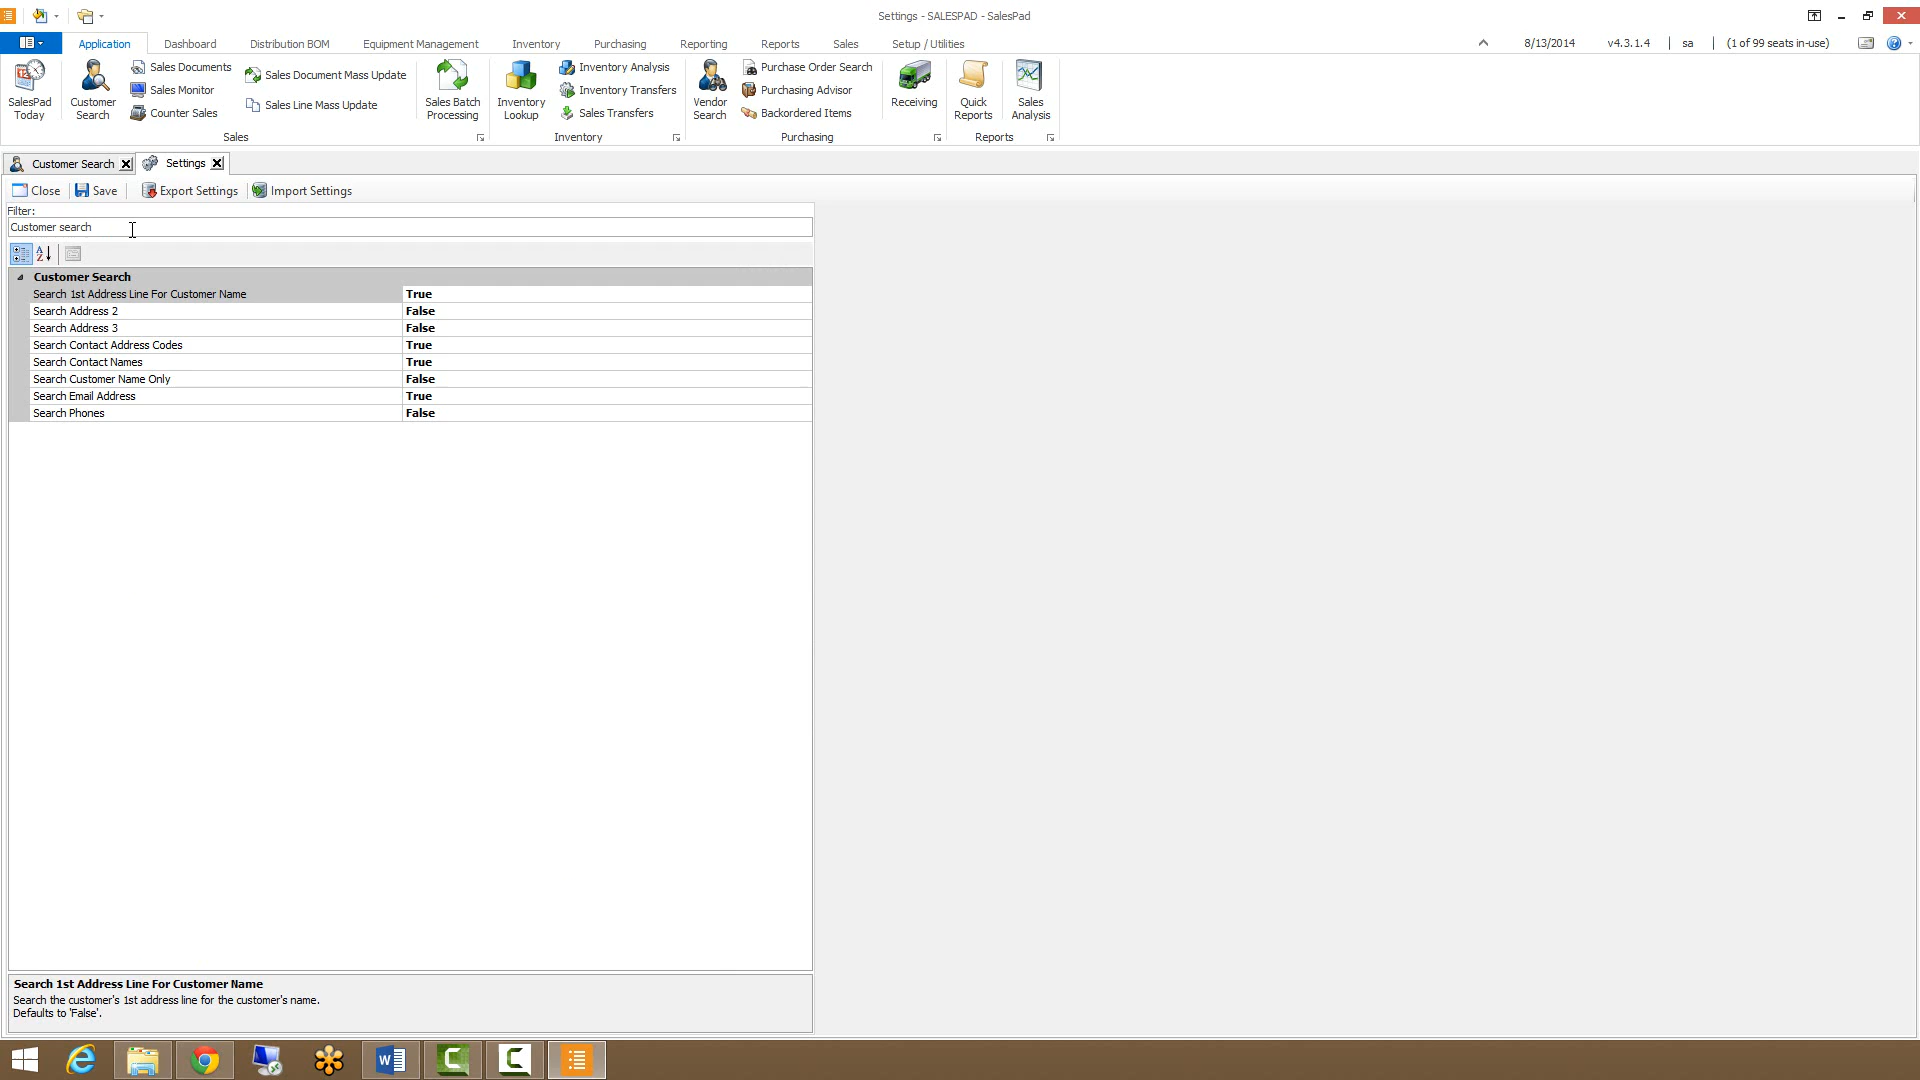 Settings - SALESPAD - SalesPad
Application Dashboard Distribution BOM Equipment Management Inventory Purchasing Reporting Reports Sales Setup / Utilities 8/13/2014 v4.3.1.4 sa (1 of 99 seats in-use)
SalesPad Today
Customer Search
Sales Documents
Sales Monitor
Counter Sales
Sales Document Mass Update
Sales Line Mass Update
Sales Batch Processing
Inventory Lookup
Inventory Analysis
Inventory Transfers
Sales Transfers
Vendor Search
Purchase Order Search
Purchasing Advisor
Backordered Items
Receiving
Quick Reports
Sales Analysis
Sales Inventory Purchasing Reports
Customer Search Settings
Close Save Export Settings Import Settings
Filter:
Customer search
Customer Search
Search 1st Address Line For Customer Name True
Search Address 2 False
Search Address 3 False
Search Contact Address Codes True
Search Contact Names True
Search Customer Name Only False
Search Email Address True
Search Phones False
Search 1st Address Line For Customer Name
Search the customer's 1st address line for the customer's name.
Defaults to 'False'.